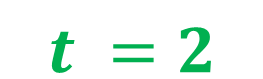 t = 2